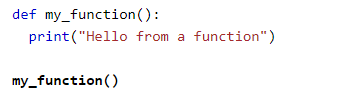 def my_function():
  print("Hello from a function")

my_function()